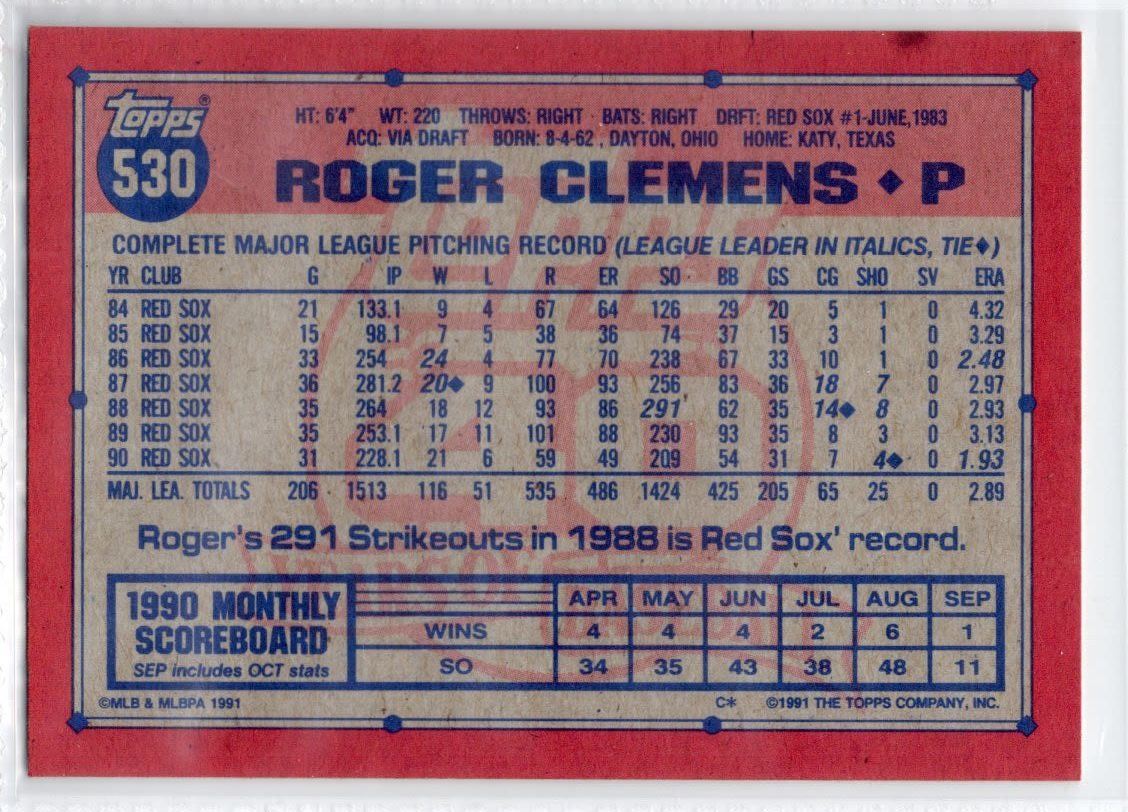 TOPPS®
530
HT: 6'4" WT: 220 THROWS: RIGHT BATS: RIGHT DRFT: RED SOX #1-JUNE,1983
ACQ: VIA DRAFT BORN: 8-4-62 , DAYTON, OHIO HOME: KATY, TEXAS
ROGER CLEMENS ♦ P
COMPLETE MAJOR LEAGUE PITCHING RECORD (LEAGUE LEADER IN ITALICS, TIE♦)
YR CLUB G IP W L R ER SO BB GS CG SHO SV ERA
84 RED SOX 21 133.1 9 4 67 64 126 29 20 5 1 0 4.32
85 RED SOX 15 98.1 7 5 38 36 74 37 15 3 1 0 3.29
86 RED SOX 33 254 24 4 77 70 238 67 33 10 1 0 2.48
87 RED SOX 36 281.2 20♦ 9 100 93 256 83 36 18 7 0 2.97
88 RED SOX 35 264 18 12 93 86 291 62 35 14♦ 8 0 2.93
89 RED SOX 35 253.1 17 11 101 88 230 93 35 8 3 0 3.13
90 RED SOX 31 228.1 21 6 59 49 209 54 31 7 4♦ 0 1.93
MAJ. LEA. TOTALS 206 1513 116 51 535 486 1424 425 205 65 25 0 2.89
Roger's 291 Strikeouts in 1988 is Red Sox' record.
1990 MONTHLY
SCOREBOARD
SEP includes OCT stats
APR MAY JUN JUL AUG SEP
WINS 4 4 4 2 6 1
SO 34 35 43 38 48 11
©MLB & MLBPA 1991
C* ©1991 THE TOPPS COMPANY, INC.